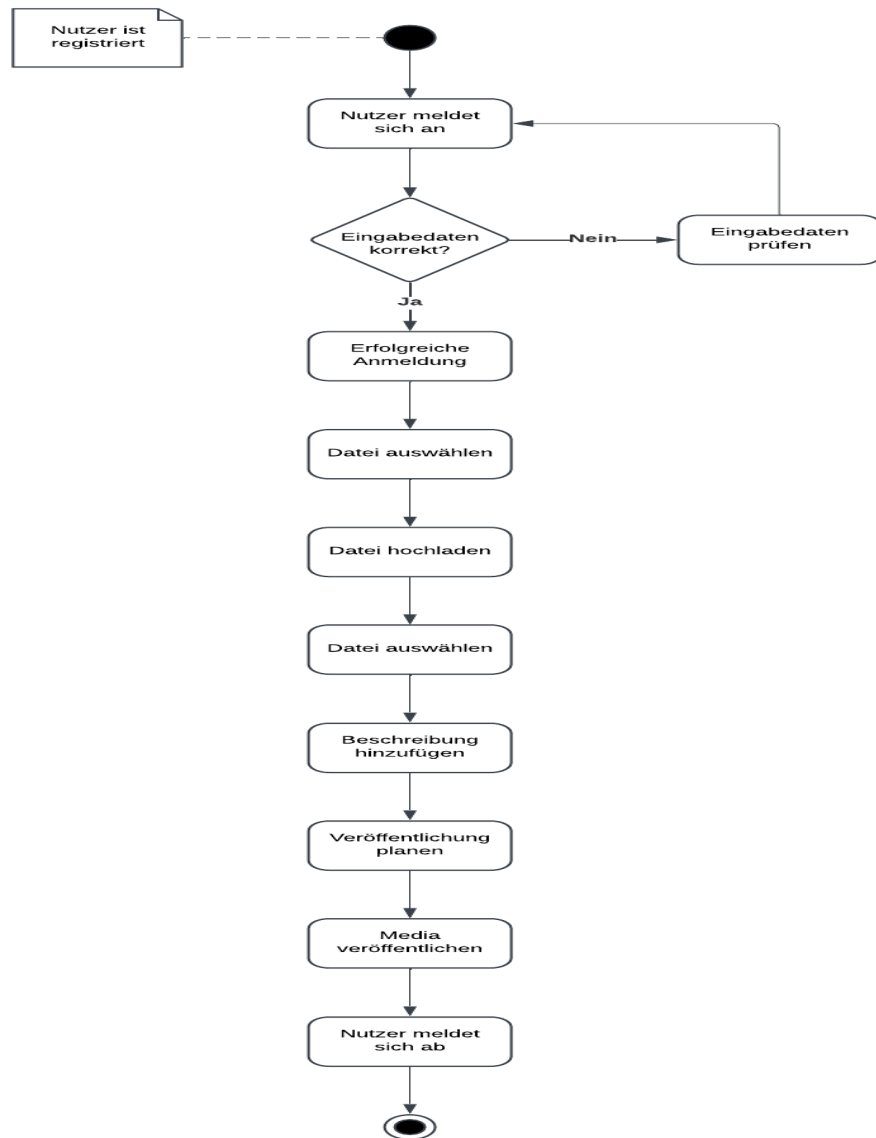 Nutzer ist
registriert
Nutzer meldet
sich an
Eingabedaten
korrekt?
Nein
Eingabedaten
prüfen
Ja
Erfolgreiche
Anmeldung
Datei auswählen
Datei hochladen
Datei auswählen
Beschreibung
hinzufügen
Veröffentlichung
planen
Media
veröffentlichen
Nutzer meldet
sich ab